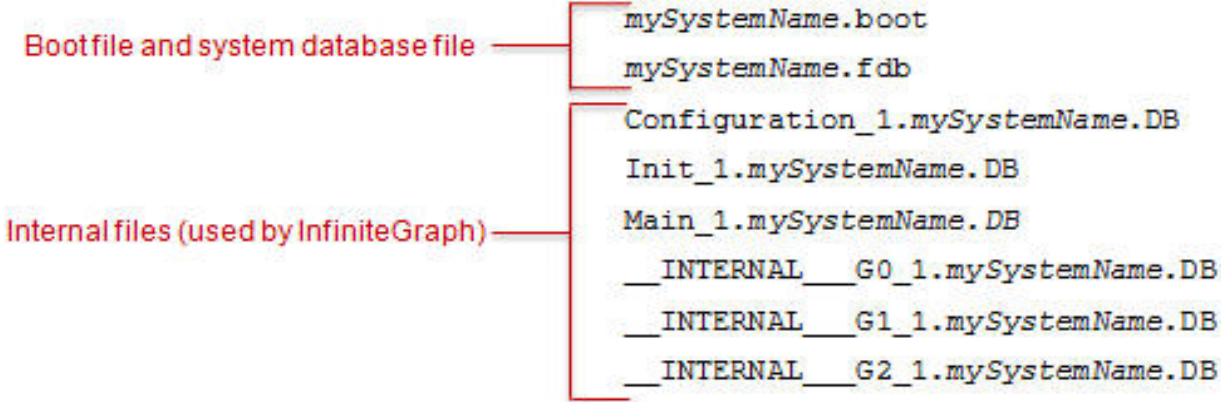 Boot file and system database file
mySystemName.boot
mySystemName.fdb
Internal files (used by InfiniteGraph)
Configuration_1.mySystemName.DB
Init_1.mySystemName.DB
Main_1.mySystemName.DB
__INTERNAL___G0_1.mySystemName.DB
__INTERNAL___G1_1.mySystemName.DB
__INTERNAL___G2_1.mySystemName.DB